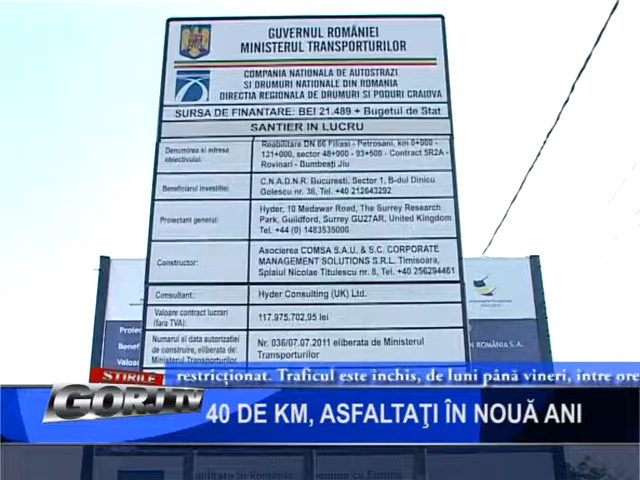 GUVERNUL ROMÂNIEI
MINISTERUL TRANSPORTURILOR
COMPANIA NATIONALA DE AUTOSTRAZI
SI DRUMURI NATIONALE DIN ROMANIA
DIRECTIA REGIONALA DE DRUMURI SI PODURI CRAIOVA
SURSA DE FINANTARE: BEI 21.489 + Bugetul de Stat
SANTIER IN LUCRU
Denumirea si adresa
obiectivului:
Reabilitare DN 66 Filiasi - Petrosani, km 0+000 -
131+000, sector 48+900 - 93+500 - Contract 5R2A -
Rovinari - Bumbesti Jiu
Beneficiarul investitiei
C.N.A.D.N.R. Bucuresti, Sector 1, B-dul Dinicu
Golescu nr. 38, Tel. +40 212643292
Proiectant general:
Hyder, 10 Medawar Road, The Surrey Research
Park, Guildford, Surrey GU27AR, United Kingdom
Tel. +44 (0) 1483535000
Constructor:
Asocierea COMSA S.A.U. & S.C. CORPORATE
MANAGEMENT SOLUTIONS S.R.L. Timisoara,
Splaiul Nicolae Titulescu nr. 8, Tel. +40 256294461
Consultant:
Hyder Consulting (UK) Ltd.
Valoare contract lucrari
(fara TVA):
117.975.702,95 lei
Numarul si data autorizatiei
de construire, eliberata de:
Ministerul Transporturilor
Nr. 036/07.07.2011 eliberata de Ministerul
Transporturilor
Proie
Benef
Valoa
N ROMÂNIA S.A.
ŞTIRILE
restricţionat. Traficul este închis, de luni până vineri, între ore
GORJ TV
40 DE KM, ASFALTAŢI ÎN NOUĂ ANI